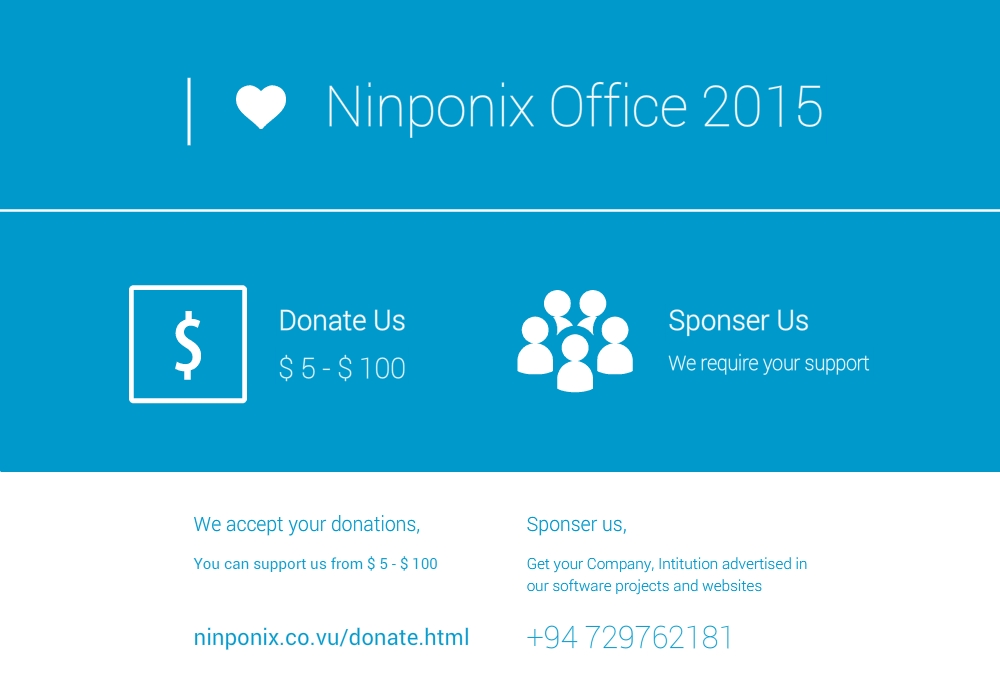 Ninponix Office 2015
$
Donate Us
$ 5 - $ 100
Sponser Us
We require your support
We accept your donations,
You can support us from $ 5 - $ 100
ninponix.co.vu/donate.html
Sponser us,
Get your Company, Intitution advertised in
our software projects and websites
+94 729762181